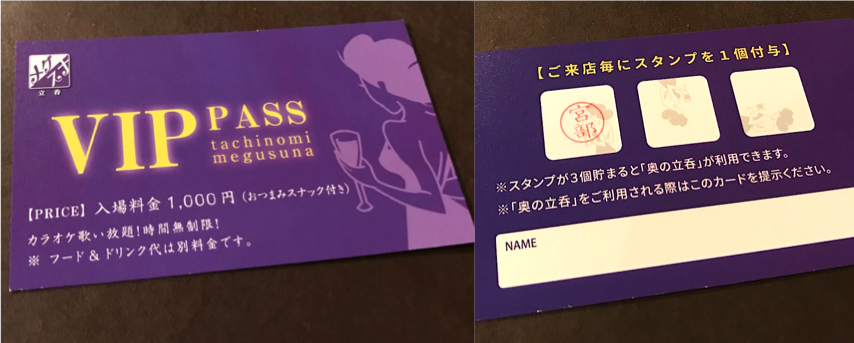 立呑
VIP PASS
tachinomi
megusuna
【PRICE】入場料金 1,000円 (おつまみスナック付き)
カラオケ歌い放題!時間無制限!
※ フード & ドリンク代は別料金です。
【ご来店毎にスタンプを1個付与】
宮部
※スタンプが3個貯まると「奥の立呑」が利用できます。
※「奥の立呑」をご利用される際はこのカードを提示ください。
NAME